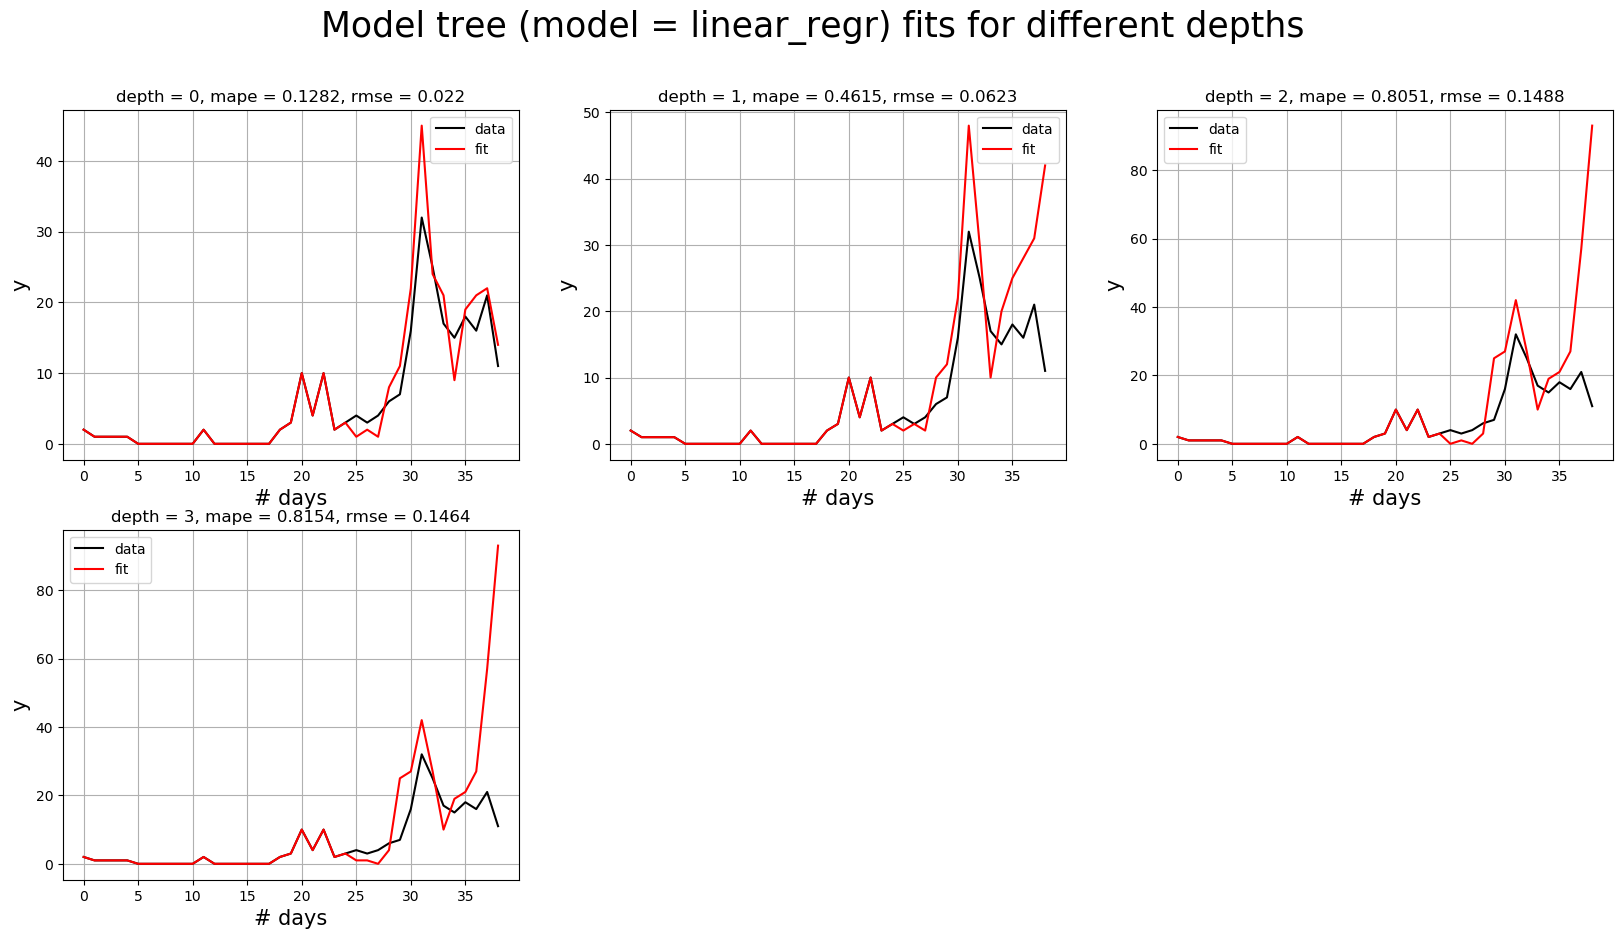 Model tree (model = linear_regr) fits for different depths
depth = 0, mape = 0.1282, rmse = 0.022
data
fit
40
30
20
10
0
y
0 5 10 15 20 25 30 35
# days
depth = 1, mape = 0.4615, rmse = 0.0623
data
fit
50
40
30
20
10
0
y
0 5 10 15 20 25 30 35
# days
depth = 2, mape = 0.8051, rmse = 0.1488
data
fit
80
60
40
20
0
y
0 5 10 15 20 25 30 35
# days
depth = 3, mape = 0.8154, rmse = 0.1464
data
fit
80
60
40
20
0
y
0 5 10 15 20 25 30 35
# days